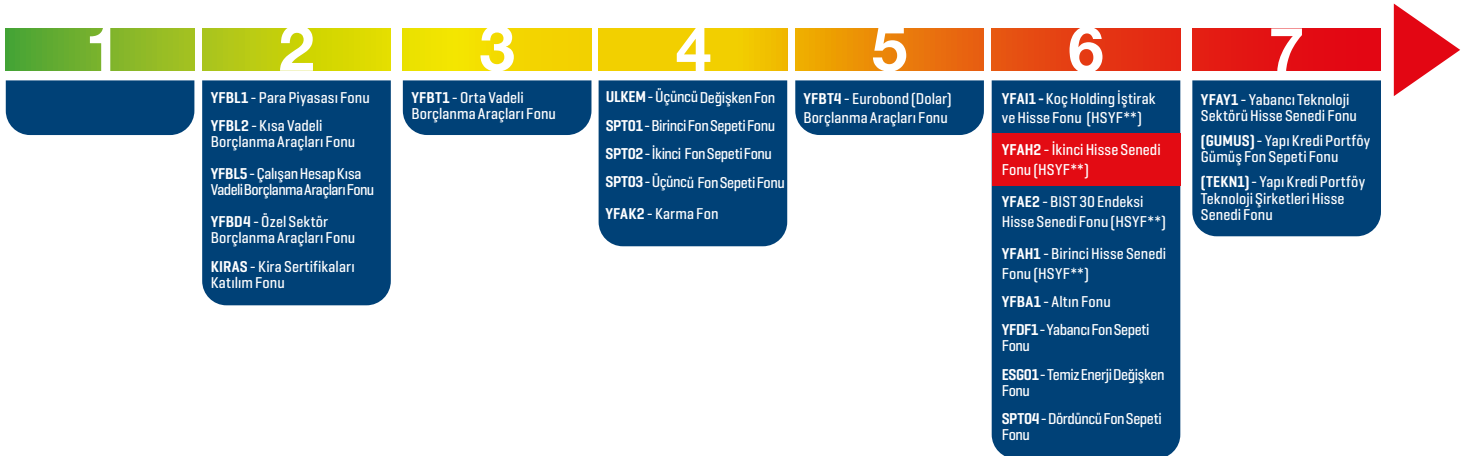 1
2
YFBL1 - Para Piyasası Fonu
YFBL2 - Kısa Vadeli
Borçlanma Araçları Fonu
YFBL5 - Çalışan Hesap Kısa
Vadeli Borçlanma Araçları Fonu
YFBD4 - Özel Sektör
Borçlanma Araçları Fonu
KIRAS - Kira Sertifikaları
Katılım Fonu
3
YFBT1 - Orta Vadeli
Borçlanma Araçları Fonu
4
ULKEM - Üçüncü Değişken Fon
SPT01 - Birinci Fon Sepeti Fonu
SPT02 - İkinci Fon Sepeti Fonu
SPT03 - Üçüncü Fon Sepeti Fonu
YFAK2 - Karma Fon
5
YFBT4 - Eurobond (Dolar)
Borçlanma Araçları Fonu
6
YFAI1 - Koç Holding İştirak
ve Hisse Fonu (HSYF**)
YFAH2 - İkinci Hisse Senedi
Fonu (HSYF**)
YFAE2 - BIST 30 Endeksi
Hisse Senedi Fonu (HSYF**)
YFAH1 - Birinci Hisse Senedi
Fonu (HSYF**)
YFBA1 - Altın Fonu
YFDF1 - Yabancı Fon Sepeti
Fonu
ESG01 - Temiz Enerji Değişken
Fonu
SPT04 - Dördüncü Fon Sepeti
Fonu
7
YFAY1 - Yabancı Teknoloji
Sektörü Hisse Senedi Fonu
(GUMUS) - Yapı Kredi Portföy
Gümüş Fon Sepeti Fonu
(TEKN1) - Yapı Kredi Portföy
Teknoloji Şirketleri Hisse
Senedi Fonu